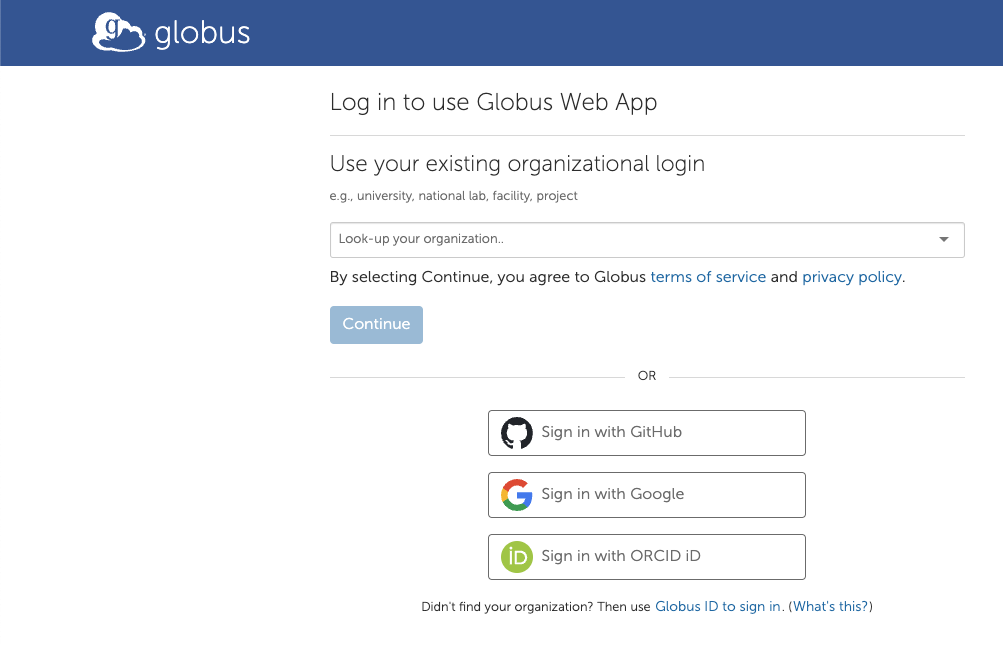 globus
Log in to use Globus Web App
Use your existing organizational login
e.g., university, national lab, facility, project
Look-up your organization..
By selecting Continue, you agree to Globus terms of service and privacy policy.
Continue
OR
Sign in with GitHub
Sign in with Google
iD Sign in with ORCID iD
Didn't find your organization? Then use Globus ID to sign in. (What's this?)